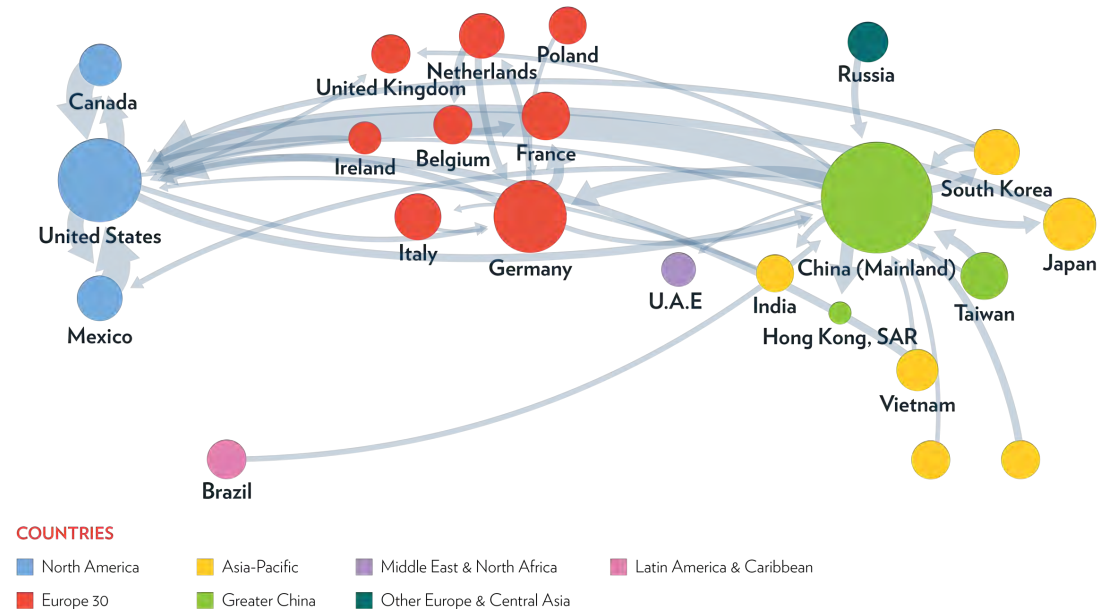 Canada
United States
Mexico
Brazil
United Kingdom
Netherlands
Poland
Ireland
Belgium
France
Italy
Germany
Russia
South Korea
Japan
China (Mainland)
U.A.E
India
Taiwan
Hong Kong, SAR
Vietnam
COUNTRIES
North America
Asia-Pacific
Middle East & North Africa
Latin America & Caribbean
Europe 30
Greater China
Other Europe & Central Asia